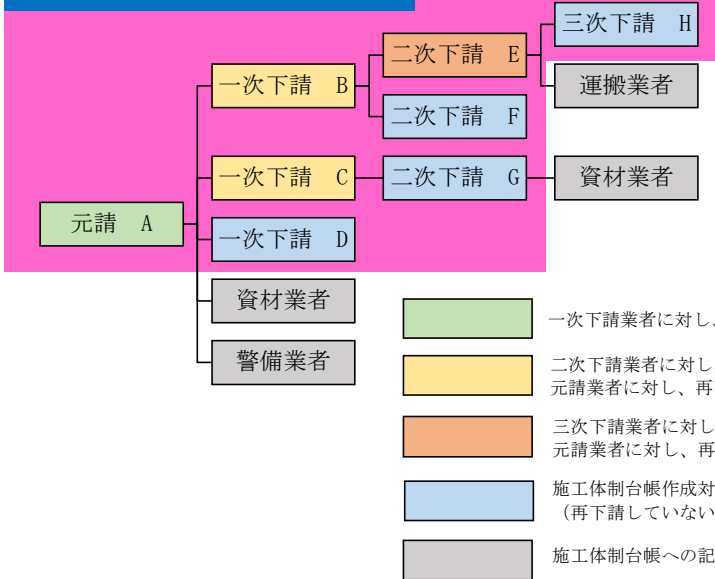 三次下請 H
二次下請 E
一次下請 B
運搬業者
二次下請 F
一次下請 C
二次下請 G
資材業者
元請 A
一次下請 D
資材業者
警備業者
一次下請業者に対し、
二次下請業者に対し
元請業者に対し、再
三次下請業者に対し
元請業者に対し、再
施工体制台帳作成対
（再下請していない
施工体制台帳への記